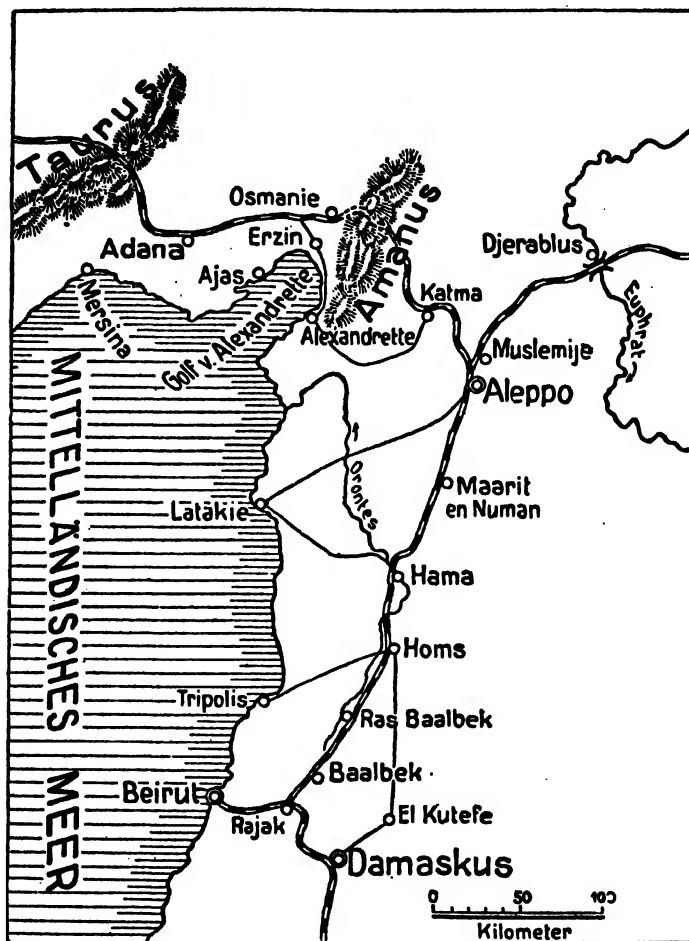 Taurus
Amanus
Osmanie
Adana
Erzin
Djerablus
Ajas
Katma
Mersina
Golf v. Alexandrette
Alexandrette
Euphrat
Muslemije
Aleppo
MITTELLÄNDISCHES MEER
Orontes
Maarit
en Numan
Latakie
Hama
Homs
Tripolis
Ras Baalbek
Baalbek
Beirut
Rajak
El Kutefe
Damaskus
0 50 100
Kilometer